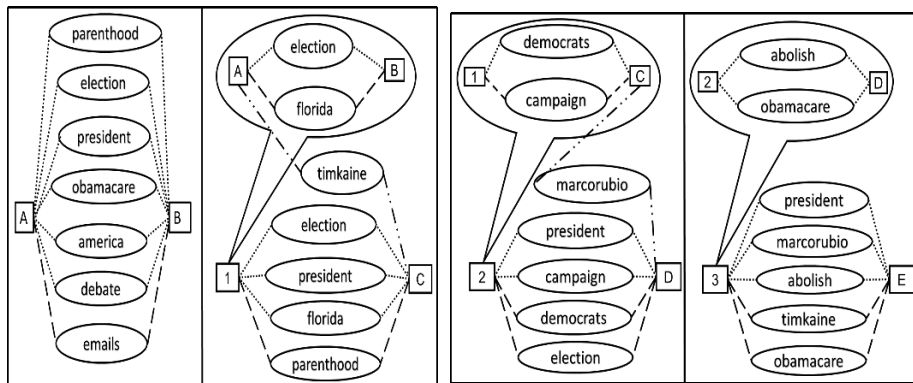 parenthood
election
president
obamacare
A
B
america
debate
emails
election
A
B
florida
timkaine
election
1
president
C
florida
parenthood
democrats
1
C
campaign
marcorubio
president
2
campaign
D
democrats
election
abolish
2
D
obamacare
president
marcorubio
3
abolish
E
timkaine
obamacare